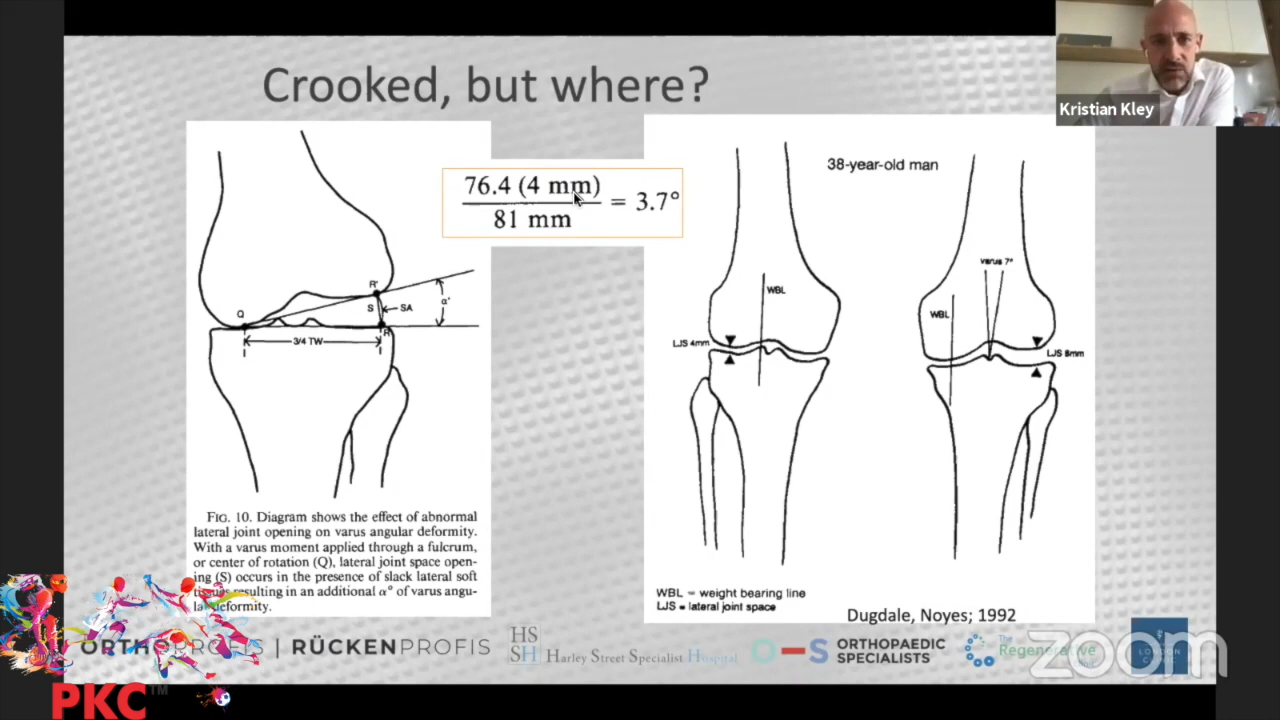 Crooked, but where?
Kristian Kley
76.4 (4 mm)
81 mm
= 3.7°
Q
R'
S
SA
α'
R
3/4 TW
FIG. 10. Diagram shows the effect of abnormal
lateral joint opening on varus angular deformity.
With a varus moment applied through a fulcrum,
or center of rotation (Q), lateral joint space open-
ing (S) occurs in the presence of slack lateral soft
resulting in an additional α° of varus angu-
deformity.
38-year-old man
WBL
LJS 4mm
varus 7°
WBL
LJS 8mm
WBL = weight bearing line
LJS = lateral joint space
Dugdale, Noyes; 1992
ORTHOPROFIS | RÜCKENPROFIS
HS
SH Harley Street Specialist Hospital
O-S ORTHOPAEDIC
SPECIALISTS
The
Regenerative
LONDON
zoom
PKC™